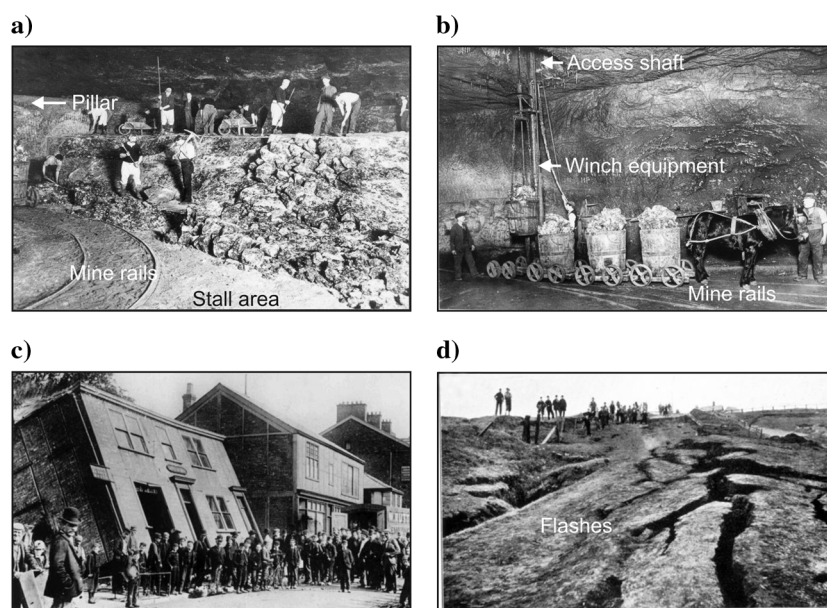 a)
Pillar
Mine rails
Stall area
b)
Access shaft
Winch equipment
Mine rails
c)
d)
Flashes